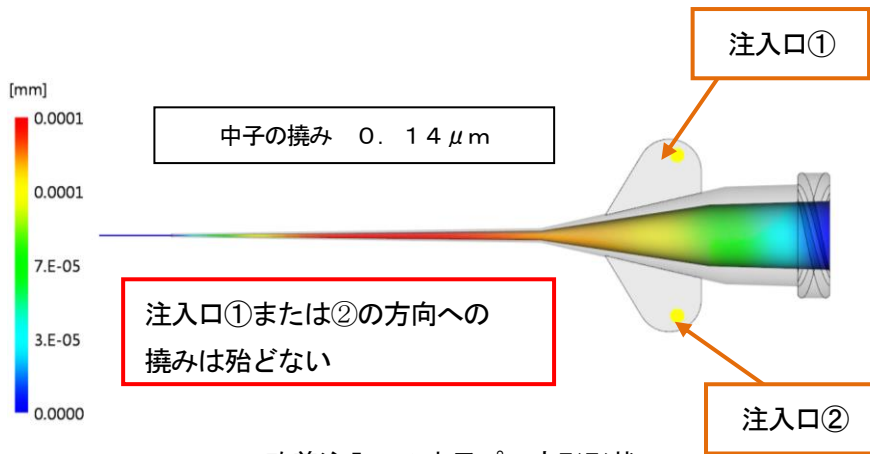 注入口①
[mm]
0.0001
中子の撓み 0.14μm
0.0001
7.E-05
注入口①または②の方向への
撓みは殆どない
3.E-05
0.0000
注入口②